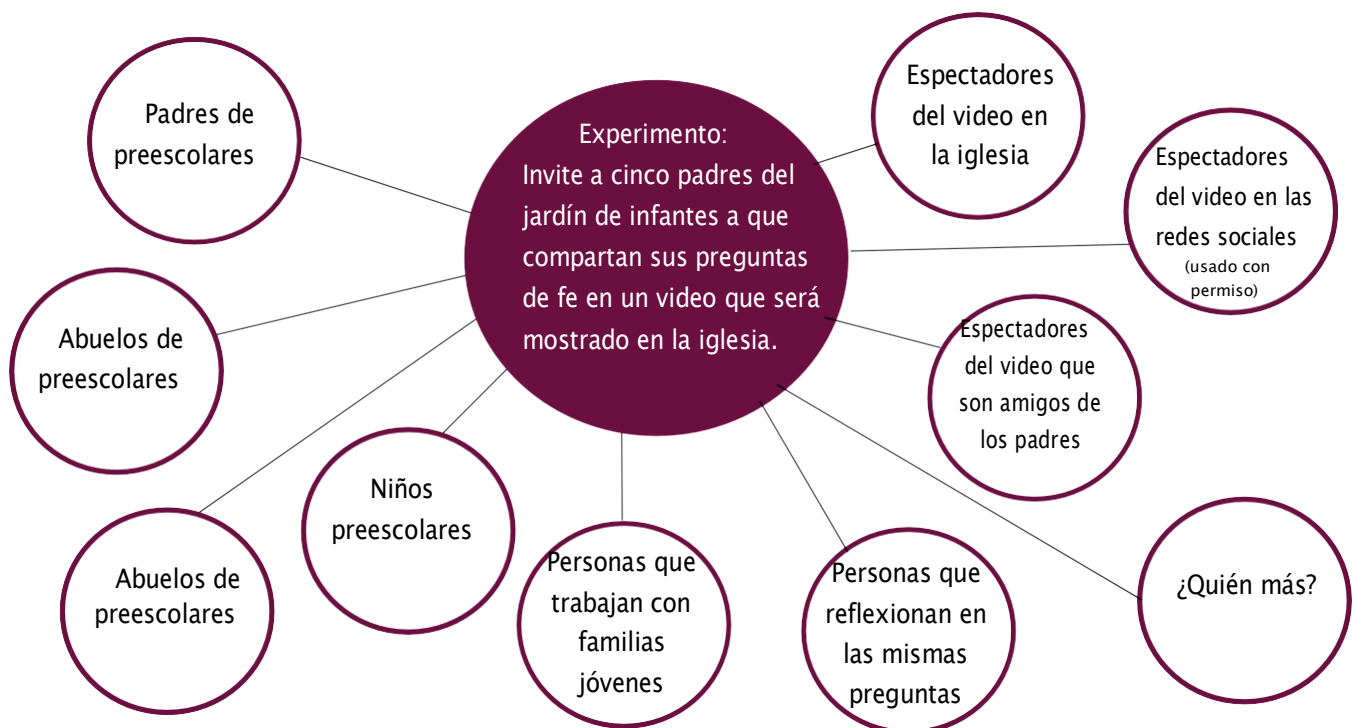 Padres de
preescolares
Experimento:
Invite a cinco padres del
jardín de infantes a que
compartan sus preguntas
de fe en un video que será
mostrado en la iglesia.
Espectadores
del video en
la iglesia
Espectadores
del video en las
redes sociales
(usado con
permiso)
Abuelos de
preescolares
Espectadores
del video que
son amigos de
los padres
Abuelos de
preescolares
Niños
preescolares
Personas que
trabajan con
familias
jóvenes
Personas que
reflexionan en
las mismas
preguntas
¿Quién más?